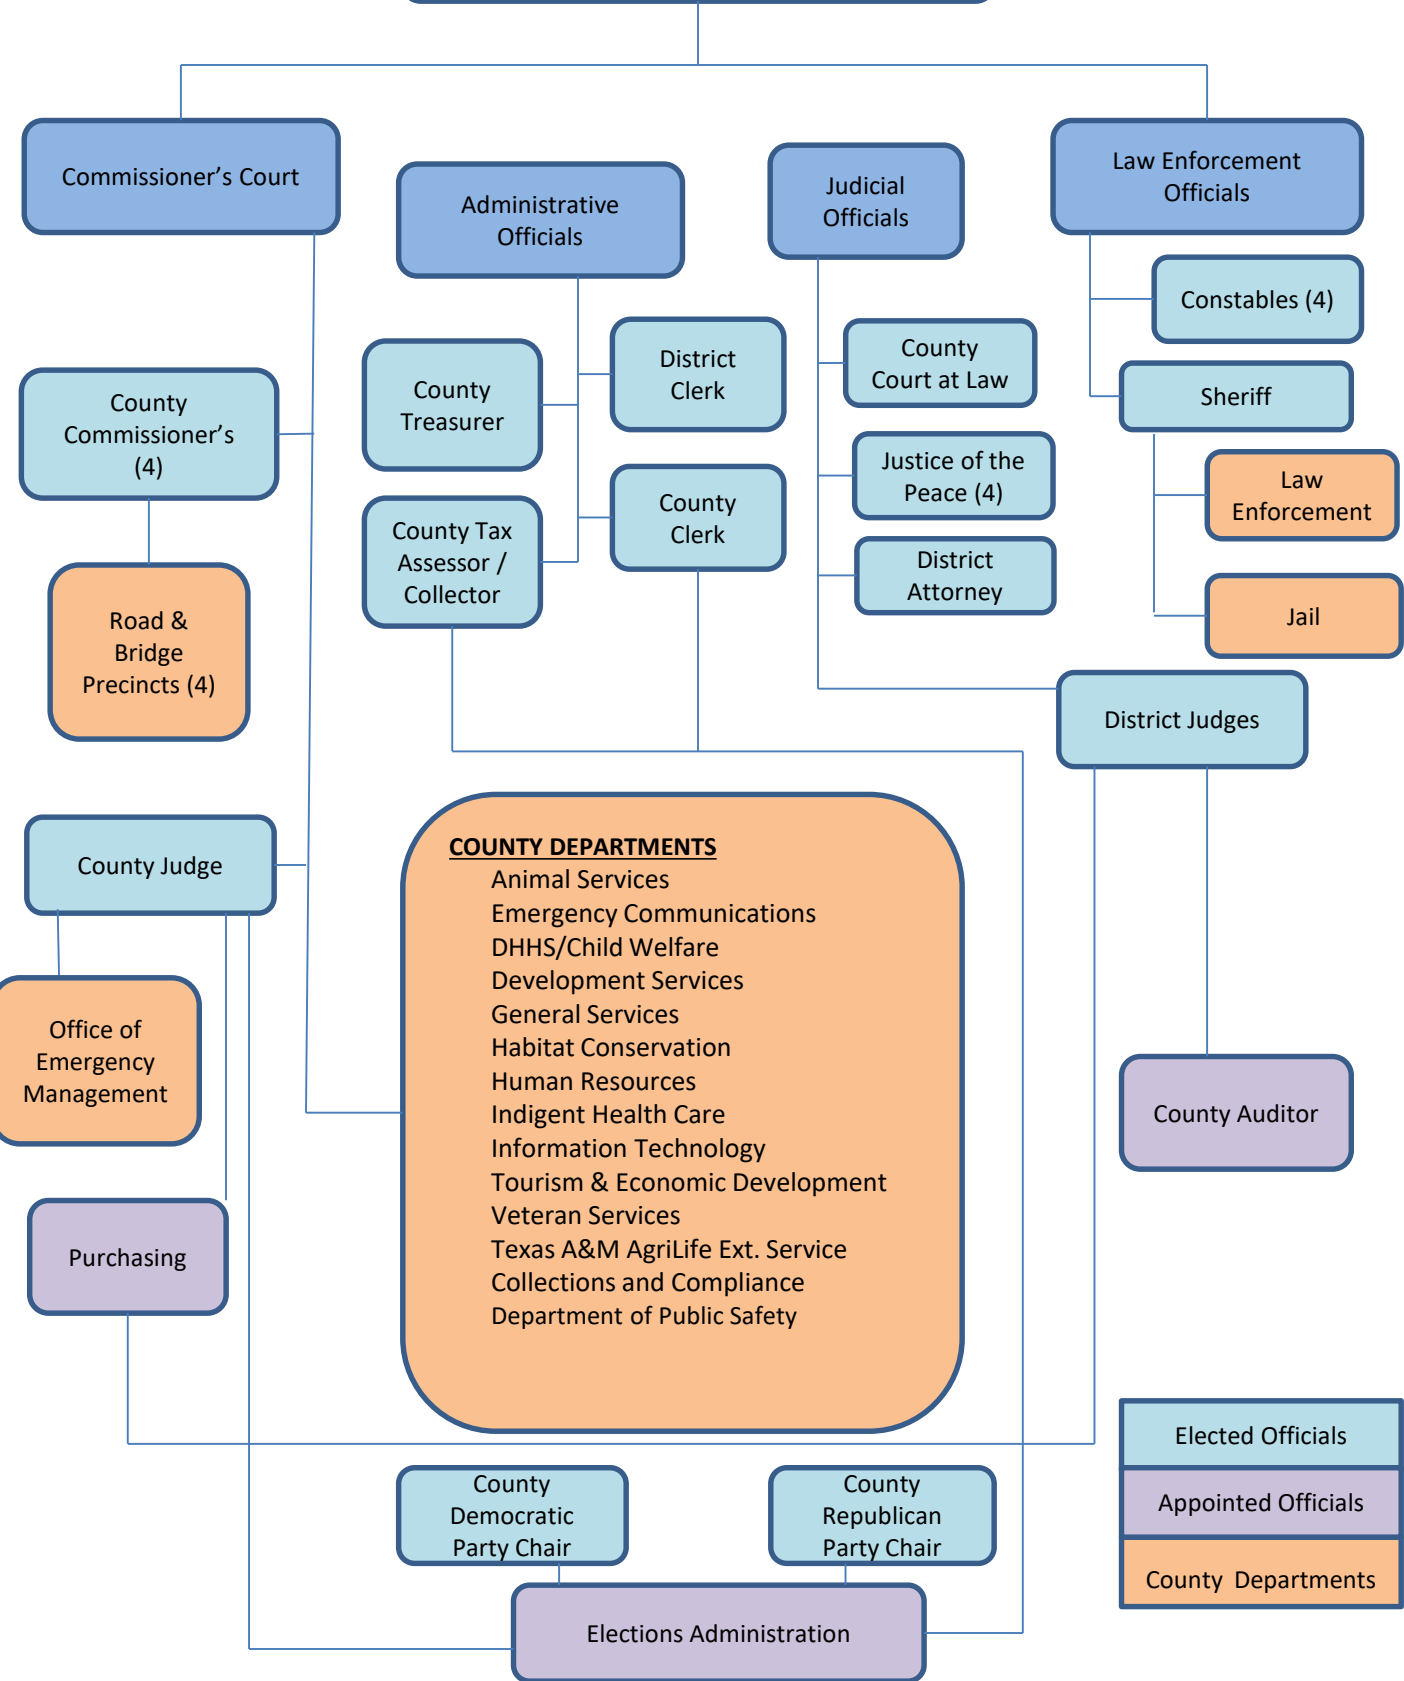 Commissioner’s Court
Administrative
Officials
Judicial
Officials
Law Enforcement
Officials
Constables (4)
County
Commissioner’s
(4)
County
Treasurer
District
Clerk
County
Court at Law
Sheriff
County Tax
Assessor /
Collector
County
Clerk
Justice of the
Peace (4)
Law
Enforcement
District
Attorney
Jail
Road &
Bridge
Precincts (4)
District Judges
County Judge
COUNTY DEPARTMENTS
Animal Services
Emergency Communications
DHHS/Child Welfare
Development Services
General Services
Habitat Conservation
Human Resources
Indigent Health Care
Information Technology
Tourism & Economic Development
Veteran Services
Texas A&M AgriLife Ext. Service
Collections and Compliance
Department of Public Safety
Office of
Emergency
Management
County Auditor
Purchasing
Elected Officials
Appointed Officials
County  Departments
County
Democratic
Party Chair
County
Republican
Party Chair
Elections Administration